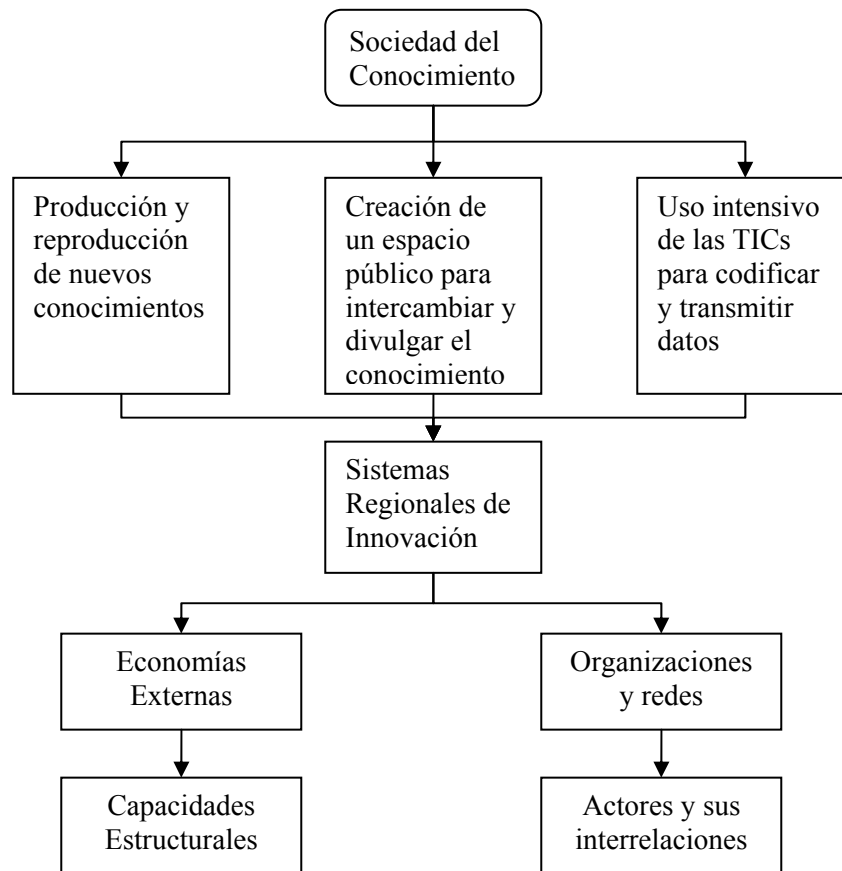 Sociedad del
Conocimiento
Producción y
reproducción
de nuevos
conocimientos
Creación de
un espacio
público para
intercambiar y
divulgar el
conocimiento
Uso intensivo
de las TICs
para codificar
y transmitir
datos
Sistemas
Regionales de
Innovación
Economías
Externas
Organizaciones
y redes
Capacidades
Estructurales
Actores y sus
interrelaciones